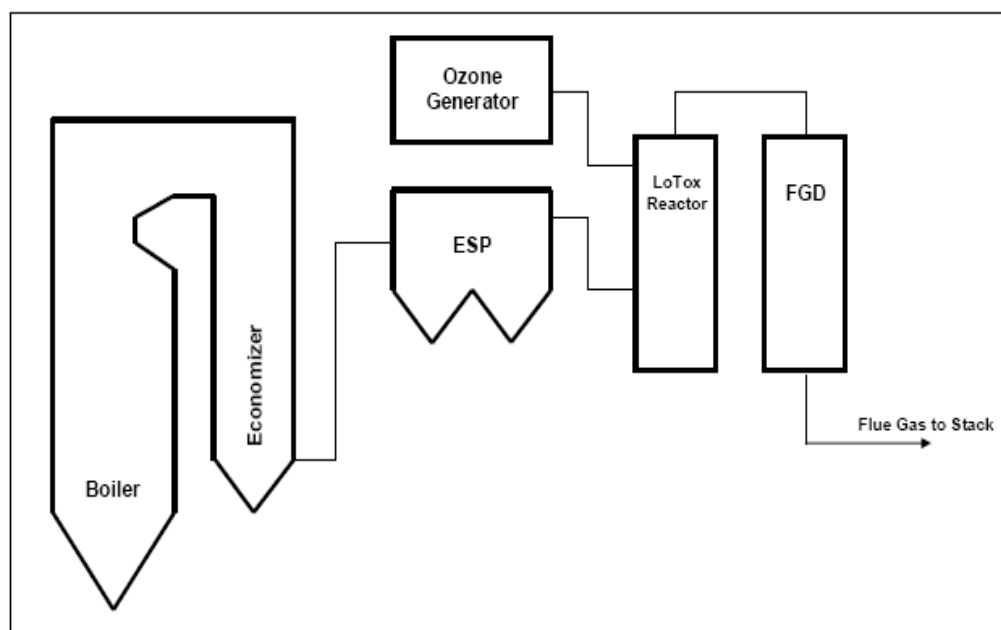 Ozone
Generator
LoTox
Reactor
FGD
ESP
Economizer
Boiler
Flue Gas to Stack